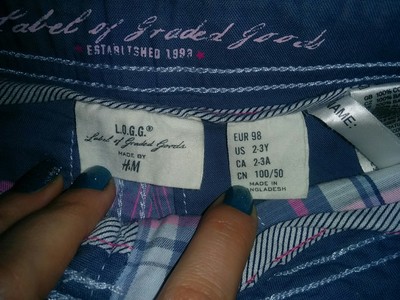 Label of Graded Goods
ESTABLISHED 1993
L.O.G.G.®
Label of Graded Goods
MADE BY
H&M
EUR 98
US 2-3Y
CA 2-3A
CN 100/50
MADE IN
BANGLADESH
NAME: